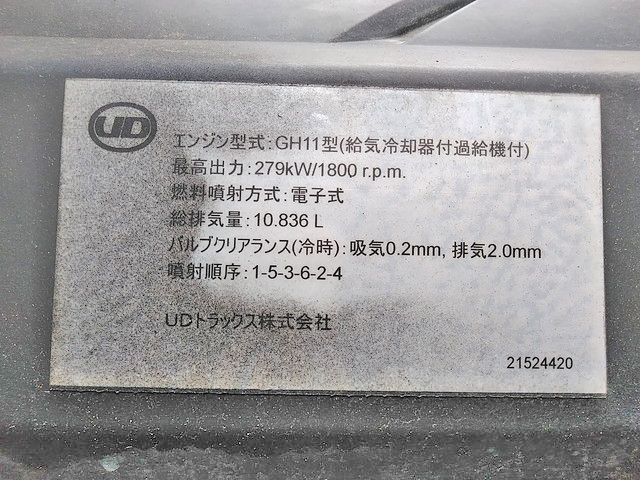 UD
エンジン型式:GH11型(給気冷却器付過給機付)
最高出力:279kW/1800 r.p.m.
燃料噴射方式:電子式
総排気量:10.836 L
バルブクリアランス(冷時):吸気0.2mm, 排気2.0mm
噴射順序:1-5-3-6-2-4
UDトラックス株式会社
21524420